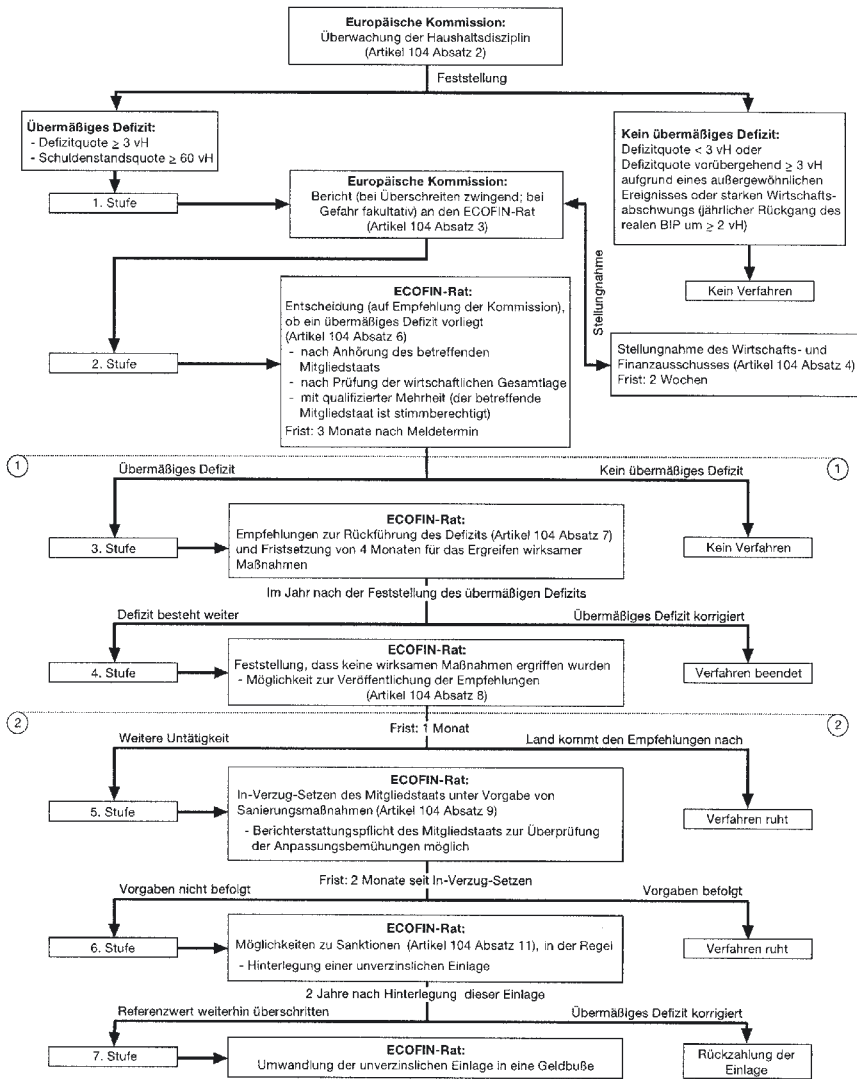 Europäische Kommission:
Überwachung der Haushaltsdisziplin
(Artikel 104 Absatz 2)
Feststellung
Übermäßiges Defizit:
- Defizitquote ≥ 3 vH
- Schuldenstandsquote ≥ 60 vH
Kein übermäßiges Defizit:
Defizitquote < 3 vH oder
Defizitquote vorübergehend ≥ 3 vH
aufgrund eines außergewöhnlichen
Ereignisses oder starken Wirtschafts-
abschwungs (jährlicher Rückgang des
realen BIP um ≥ 2 vH)
1. Stufe
Europäische Kommission:
Bericht (bei Überschreiten zwingend; bei
Gefahr fakultativ) an den ECOFIN-Rat
(Artikel 104 Absatz 3)
Kein Verfahren
Stellungnahme
2. Stufe
ECOFIN-Rat:
Entscheidung (auf Empfehlung der Kommission),
ob ein übermäßiges Defizit vorliegt
(Artikel 104 Absatz 6)
- nach Anhörung des betreffenden
Mitgliedstaats
- nach Prüfung der wirtschaftlichen Gesamtlage
- mit qualifizierter Mehrheit (der betreffende
Mitgliedstaat ist stimmberechtigt)
Frist: 3 Monate nach Meldetermin
Stellungnahme des Wirtschafts- und
Finanzausschusses (Artikel 104 Absatz 4)
Frist: 2 Wochen
1
1
Übermäßiges Defizit
Kein übermäßiges Defizit
3. Stufe
ECOFIN-Rat:
Empfehlungen zur Rückführung des Defizits (Artikel 104 Absatz 7)
und Fristsetzung von 4 Monaten für das Ergreifen wirksamer
Maßnahmen
Kein Verfahren
Im Jahr nach der Feststellung des übermäßigen Defizits
Defizit besteht weiter
Übermäßiges Defizit korrigiert
4. Stufe
ECOFIN-Rat:
Feststellung, dass keine wirksamen Maßnahmen ergriffen wurden
- Möglichkeit zur Veröffentlichung der Empfehlungen
(Artikel 104 Absatz 8)
Verfahren beendet
2
2
Frist: 1 Monat
Weitere Untätigkeit
Land kommt den Empfehlungen nach
5. Stufe
ECOFIN-Rat:
In-Verzug-Setzen des Mitgliedstaats unter Vorgabe von
Sanierungsmaßnahmen (Artikel 104 Absatz 9)
- Berichterstattungspflicht des Mitgliedstaats zur Überprüfung
der Anpassungsbemühungen möglich
Verfahren ruht
Frist: 2 Monate seit In-Verzug-Setzen
Vorgaben nicht befolgt
Vorgaben befolgt
6. Stufe
ECOFIN-Rat:
Möglichkeiten zu Sanktionen (Artikel 104 Absatz 11), in der Regel
- Hinterlegung einer unverzinslichen Einlage
Verfahren ruht
2 Jahre nach Hinterlegung dieser Einlage
Referenzwert weiterhin überschritten
Übermäßiges Defizit korrigiert
7. Stufe
ECOFIN-Rat:
Umwandlung der unverzinslichen Einlage in eine Geldbuße
Rückzahlung der
Einlage